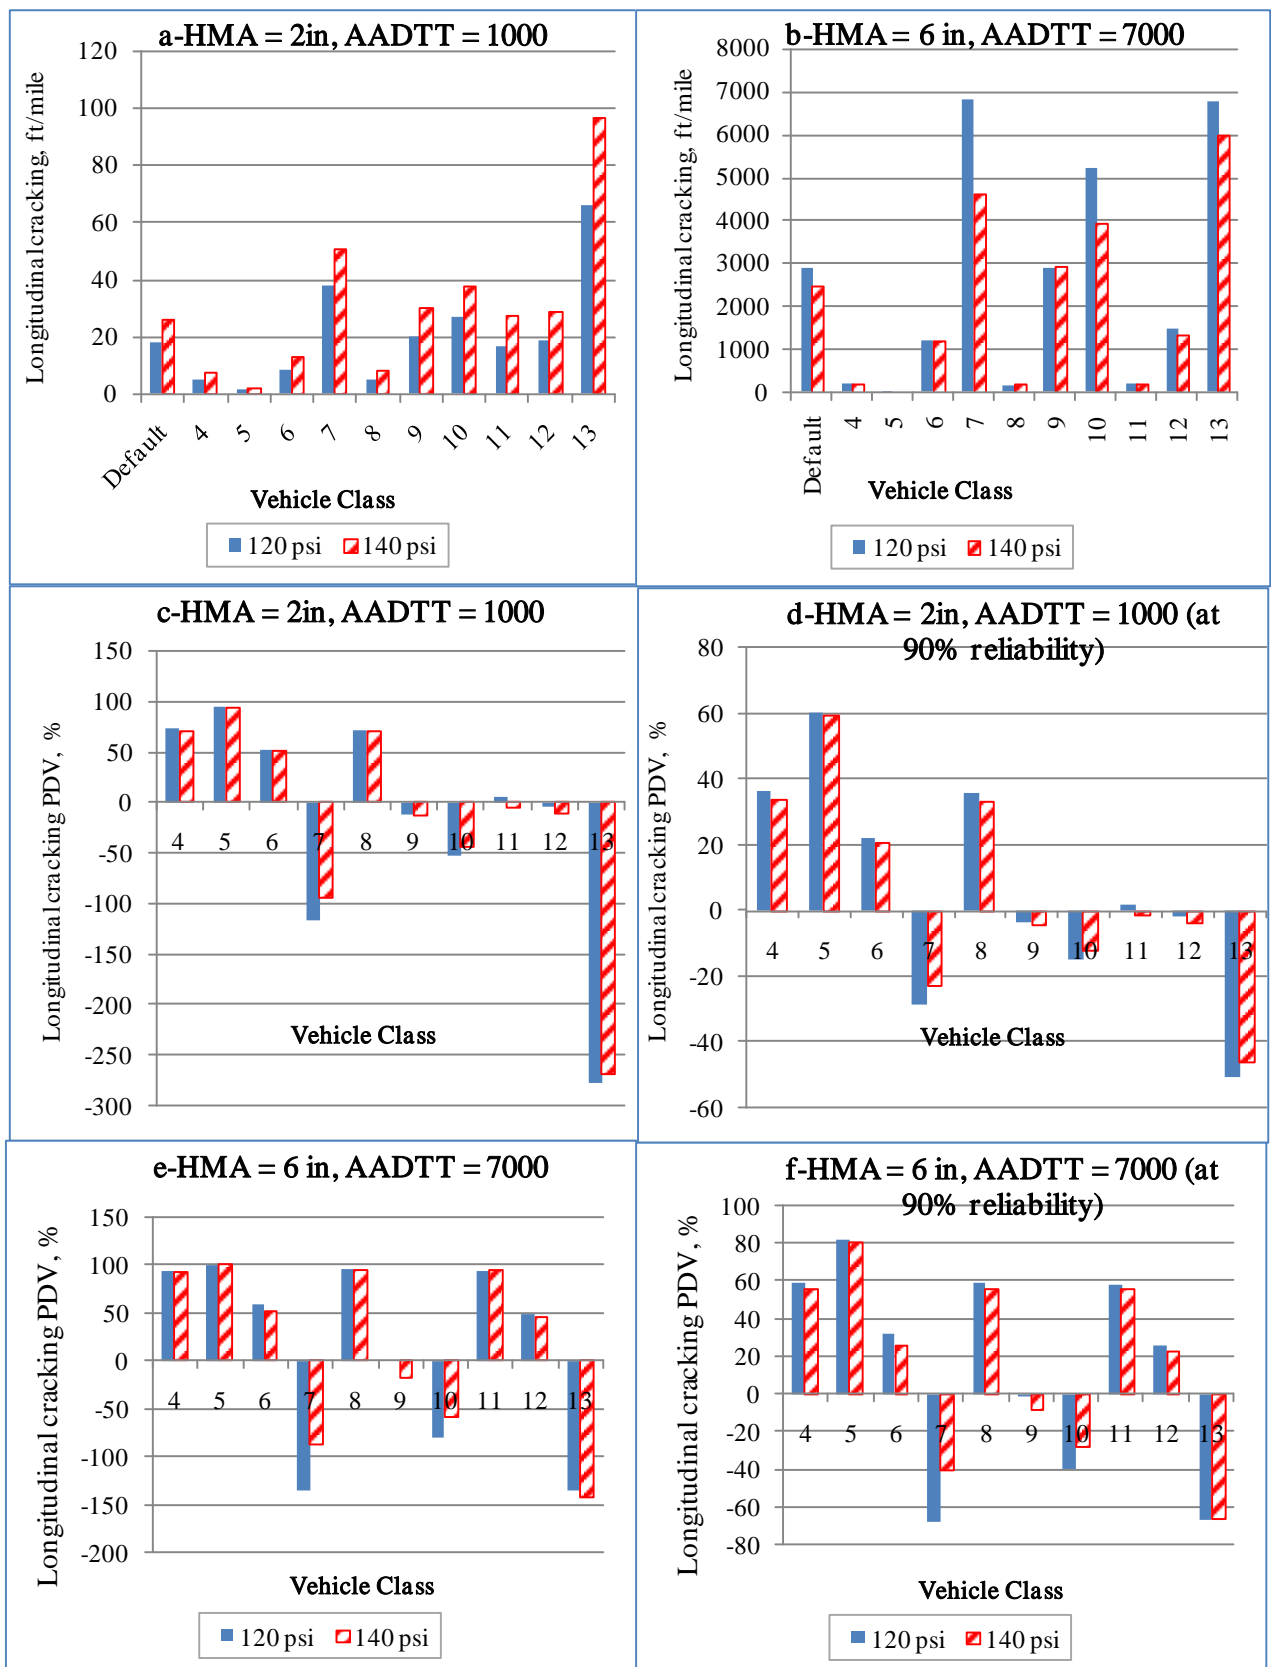 a-HMA = 2in, AADTT = 1000
Longitudinal cracking, ft/mile
120
100
80
60
40
20
0
Default 4 5 6 7 8 9 10 11 12 13
Vehicle Class
120 psi 140 psi
b-HMA = 6 in, AADTT = 7000
Longitudinal cracking, ft/mile
8000
7000
6000
5000
4000
3000
2000
1000
0
Default 4 5 6 7 8 9 10 11 12 13
Vehicle Class
120 psi 140 psi
c-HMA = 2in, AADTT = 1000
Longitudinal cracking PDV, %
150
100
50
0
-50
-100
-150
-200
-250
-300
4 5 6 7 8 9 10 11 12 13
Vehicle Class
d-HMA = 2in, AADTT = 1000 (at
90% reliability)
Longitudinal cracking PDV, %
80
60
40
20
0
-20
-40
-60
4 5 6 7 8 9 10 11 12 13
Vehicle Class
e-HMA = 6 in, AADTT = 7000
Longitudinal cracking PDV, %
150
100
50
0
-50
-100
-150
-200
4 5 6 7 8 9 10 11 12 13
Vehicle Class
120 psi 140 psi
f-HMA = 6 in, AADTT = 7000 (at
90% reliability)
Longitudinal cracking PDV, %
100
80
60
40
20
0
-20
-40
-60
-80
4 5 6 7 8 9 10 11 12 13
Vehicle Class
120 psi 140 psi